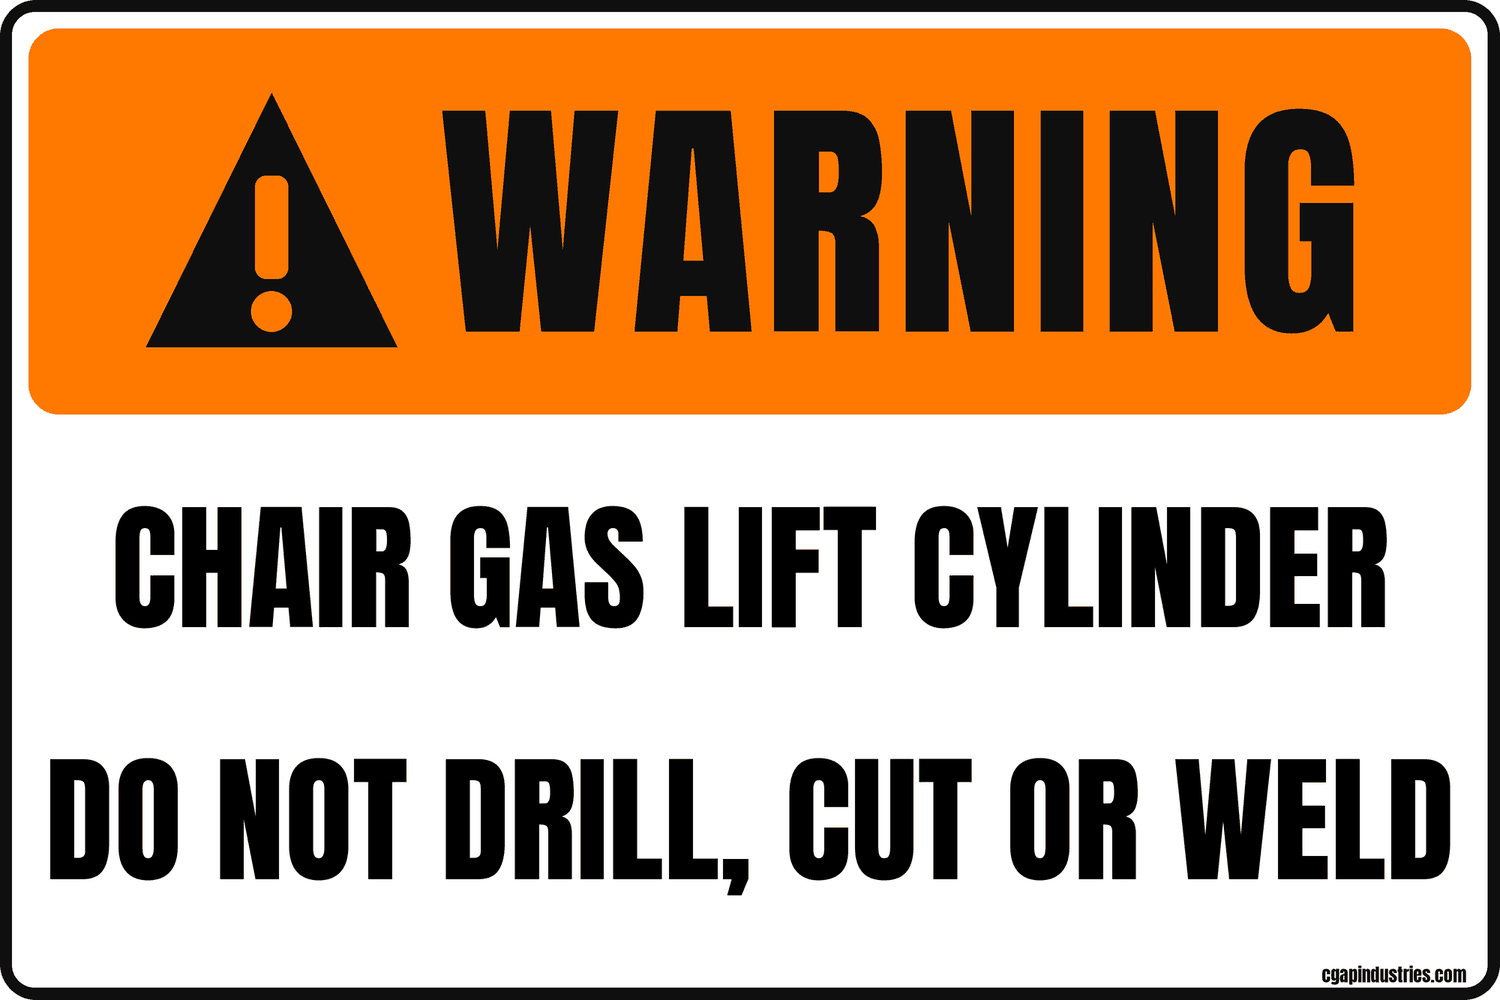 WARNING
CHAIR GAS LIFT CYLINDER
DO NOT DRILL, CUT OR WELD
cgapindustries.com